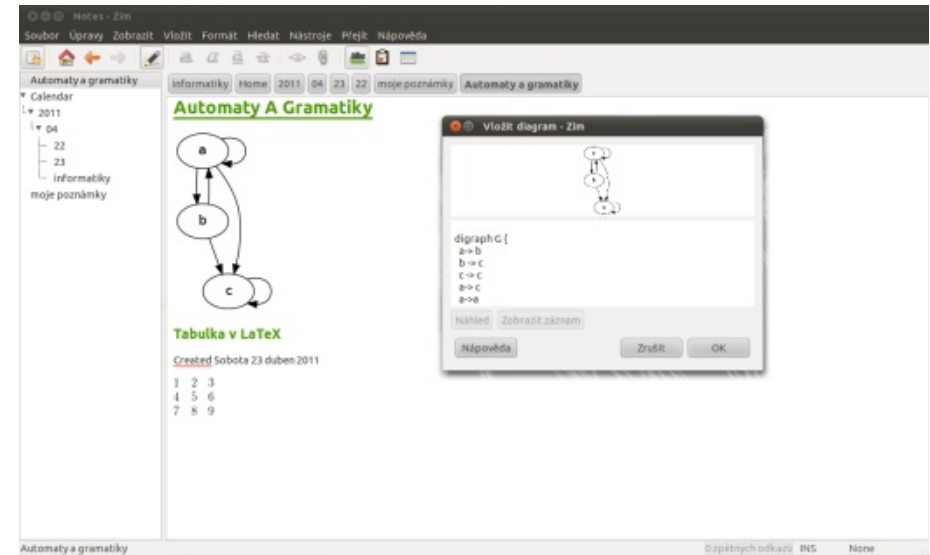 Notes - Zim
Soubor Úpravy Zobrazit Vložit Formát Hledat Nástroje Přejít Nápověda
Automaty a gramatiky
informatiky Home 2011 04 23 22 moje poznámky Automaty a gramatiky
Calendar
2011
04
22
23
informatiky
moje poznámky
Automaty A Gramatiky
a
b
c
Tabulka v LaTeX
Created Sobota 23 duben 2011
1 2 3
4 5 6
7 8 9
Vložit diagram - Zim
digraph G {
a-> b
b -> c
c -> c
a-> c
a->a
Náhled Zobrazit záznam
Nápověda Zrušit OK
Automaty a gramatiky 0 zpětných odkazů INS None